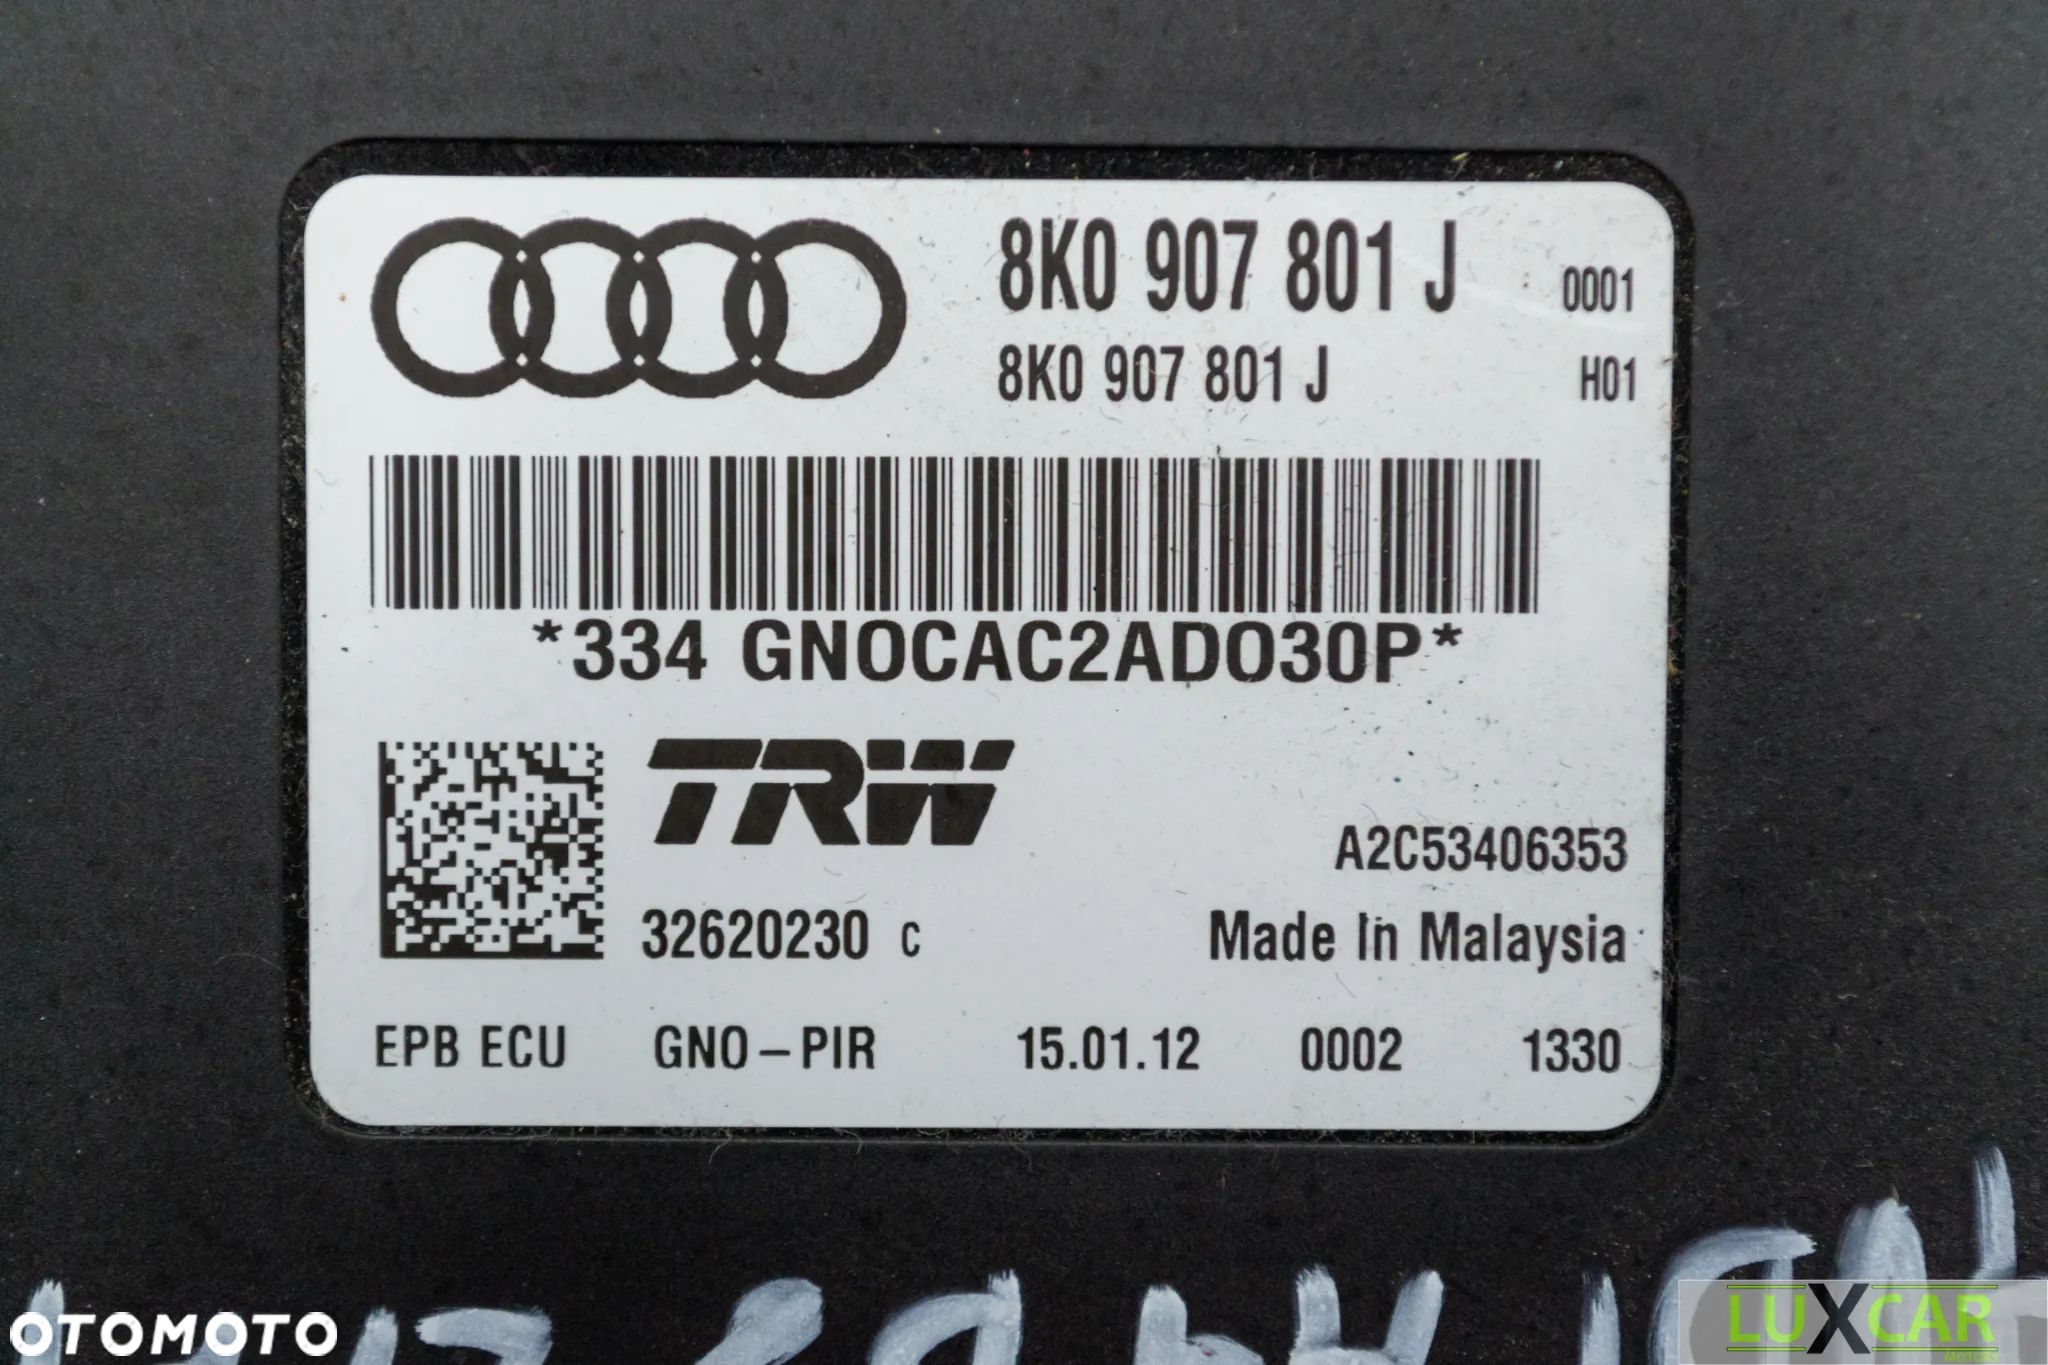 8K0 907 801 J 0001
8K0 907 801 J H01
*334 GNOCAC2ADO30P*
TRW
A2C53406353
32620230 C Made In Malaysia
EPB ECU GNO-PIR 15.01.12 0002 1330
OTOMOTO
LUXCAR
MOTORS